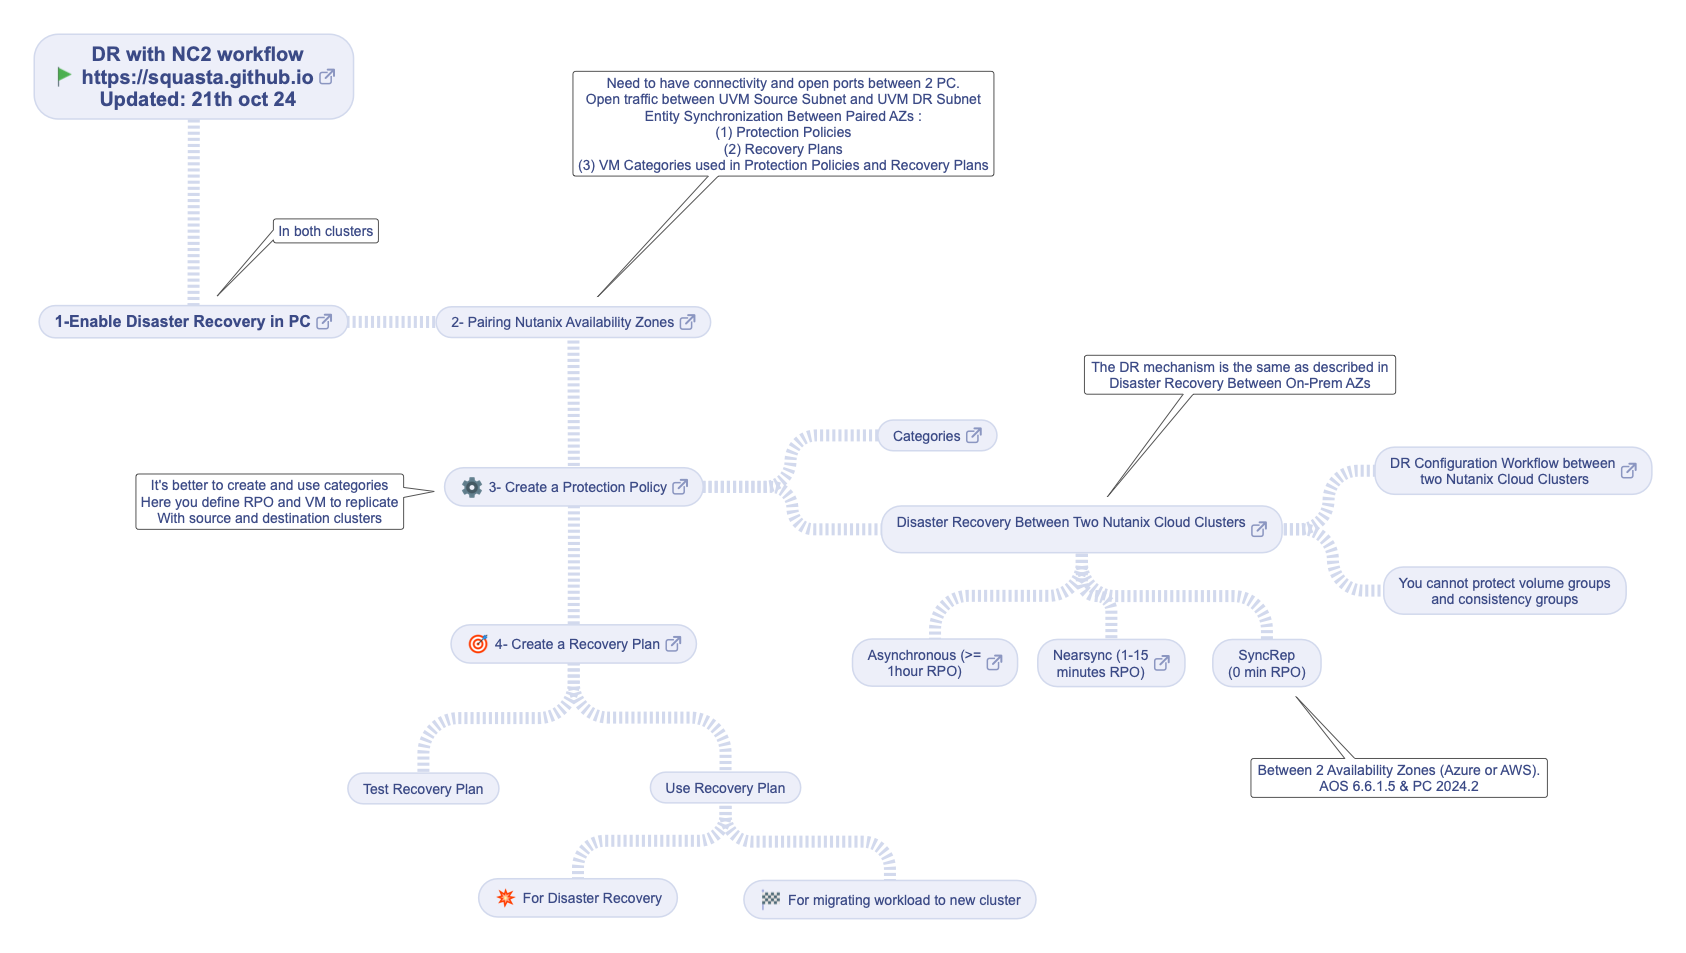 DR with NC2 workflow
https://squasta.github.io
Updated: 21th oct 24
Need to have connectivity and open ports between 2 PC.
Open traffic between UVM Source Subnet and UVM DR Subnet
Entity Synchronization Between Paired AZs :
(1) Protection Policies
(2) Recovery Plans
(3) VM Categories used in Protection Policies and Recovery Plans
In both clusters
1-Enable Disaster Recovery in PC
2- Pairing Nutanix Availability Zones
The DR mechanism is the same as described in
Disaster Recovery Between On-Prem AZs
Categories
DR Configuration Workflow between
two Nutanix Cloud Clusters
It's better to create and use categories
Here you define RPO and VM to replicate
With source and destination clusters
3- Create a Protection Policy
Disaster Recovery Between Two Nutanix Cloud Clusters
You cannot protect volume groups
and consistency groups
4- Create a Recovery Plan
Asynchronous (>=
1hour RPO)
Nearsync (1-15
minutes RPO)
SyncRep
(0 min RPO)
Between 2 Availability Zones (Azure or AWS).
AOS 6.6.1.5 & PC 2024.2
Test Recovery Plan
Use Recovery Plan
For Disaster Recovery
For migrating workload to new cluster